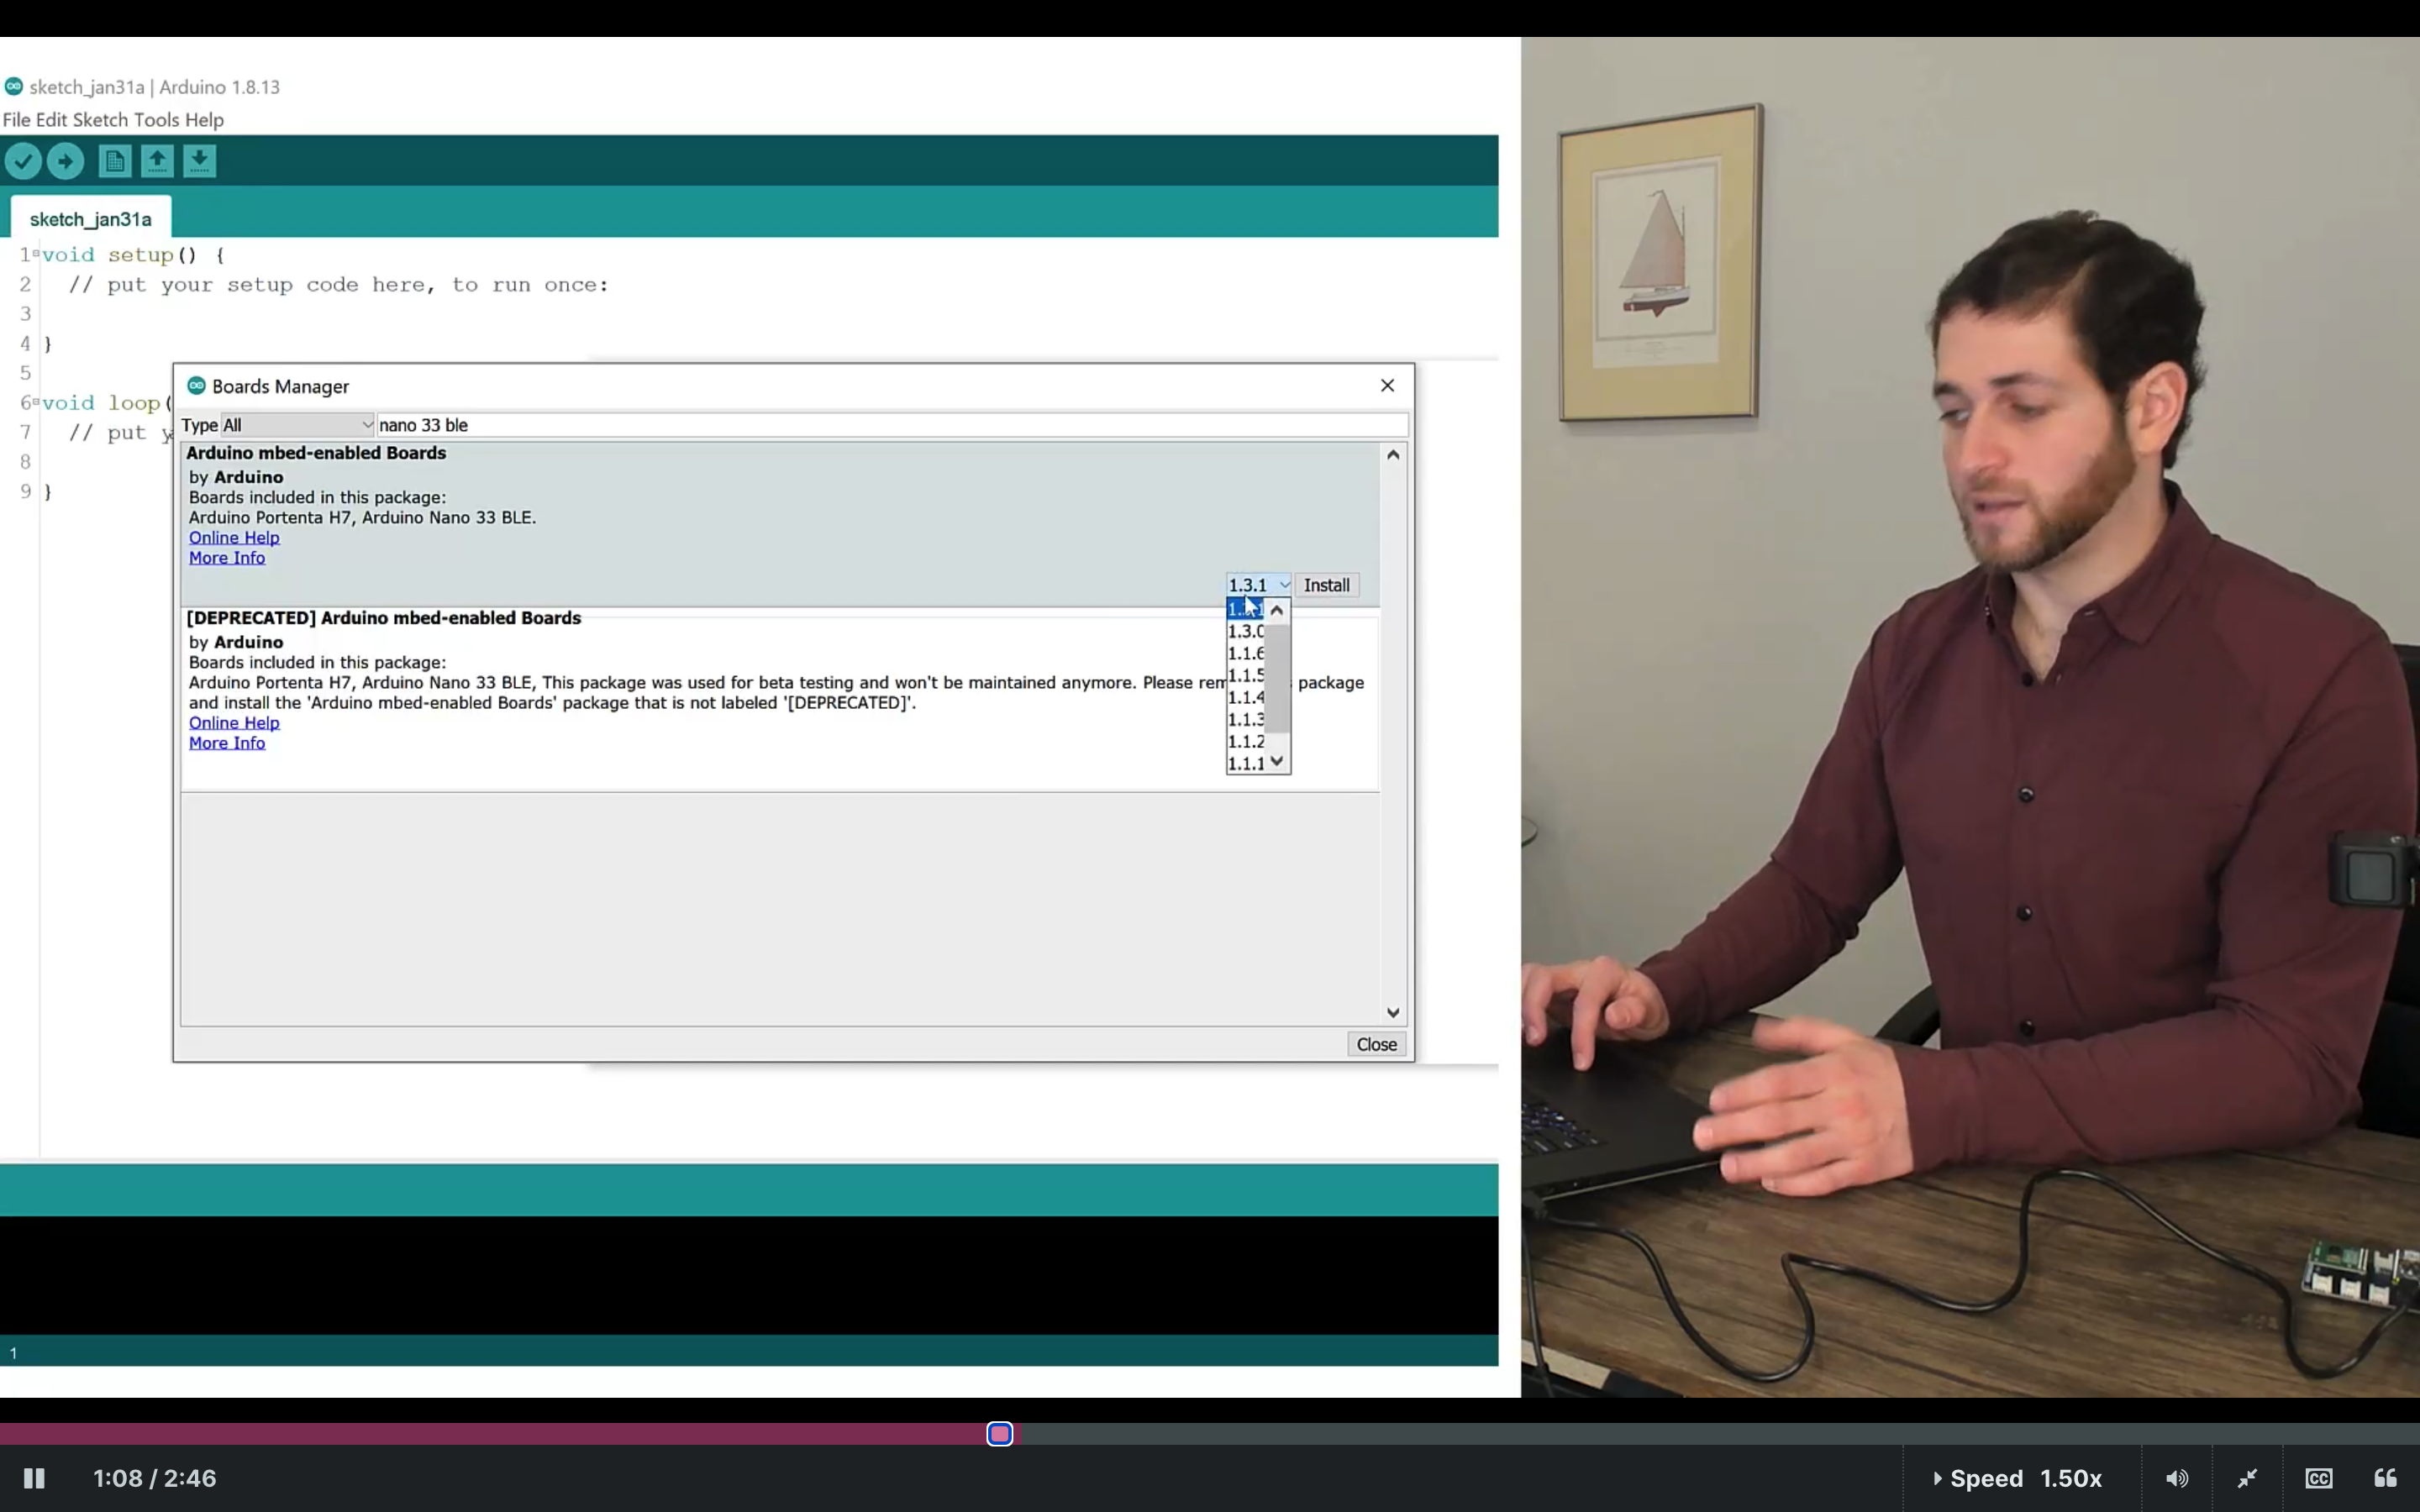 sketch_jan31a | Arduino 1.8.13
File Edit Sketch Tools Help
sketch_jan31a
1 void setup() {
2 // put your setup code here, to run once:
3
4 }
5
6 void loop(
7 // put y
8
9 }
Boards Manager
Type All nano 33 ble
Arduino mbed-enabled Boards
by Arduino
Boards included in this package:
Arduino Portenta H7, Arduino Nano 33 BLE.
Online Help
More Info
1.3.1 Install
1.3.0
1.1.6
1.1.5
1.1.4
1.1.3
1.1.2
1.1.1
[DEPRECATED] Arduino mbed-enabled Boards
by Arduino
Boards included in this package:
Arduino Portenta H7, Arduino Nano 33 BLE, This package was used for beta testing and won't be maintained anymore. Please rem package
and install the 'Arduino mbed-enabled Boards' package that is not labeled '[DEPRECATED]'.
Online Help
More Info
Close
1
1:08 / 2:46
Speed 1.50x
CC